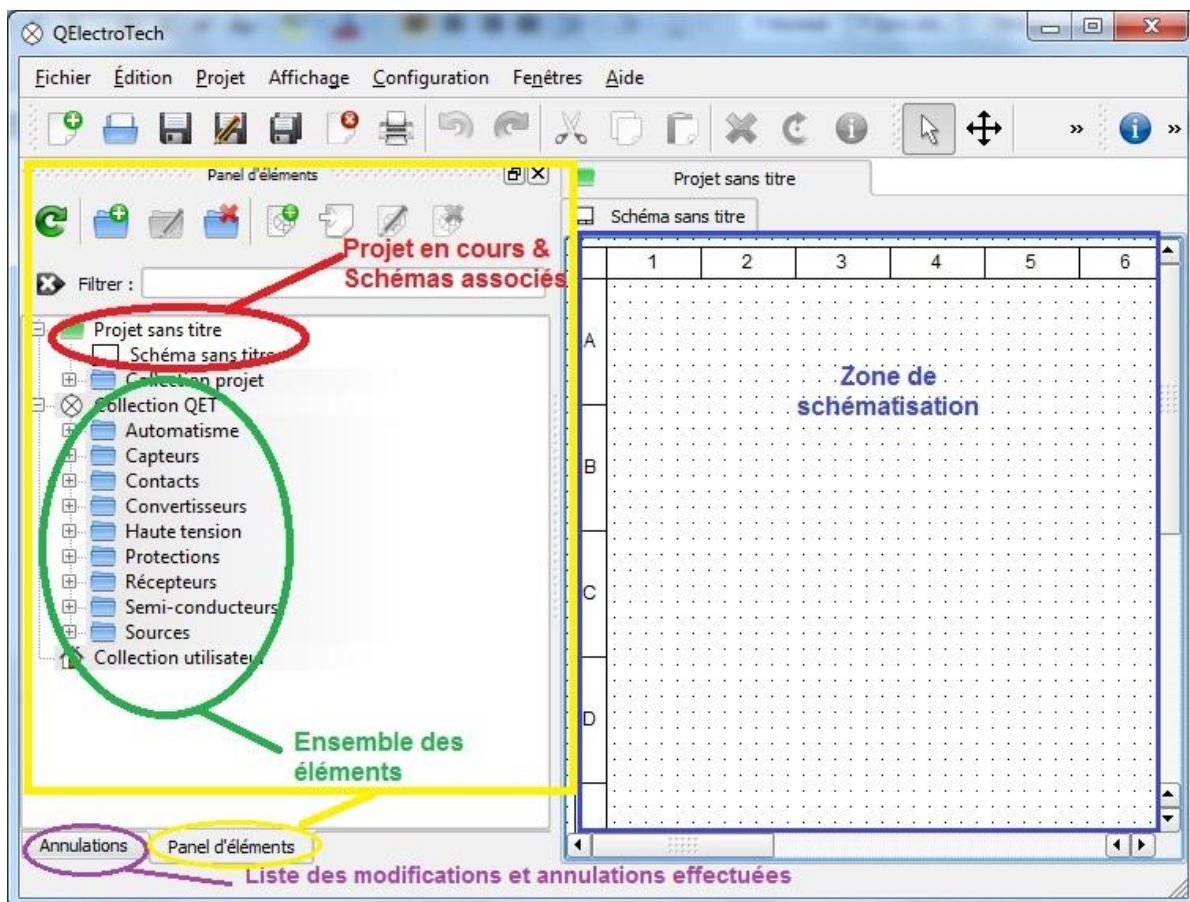 QElectroTech
Fichier Édition Projet Affichage Configuration Fenêtres Aide
Panel d'éléments
Projet sans titre
Schéma sans titre
Projet en cours &
Schémas associés
Filtrer :
1 2 3 4 5 6
Projet sans titre
Schéma sans titre
Collection projet
Collection QET
Automatisme
Capteurs
Contacts
Convertisseurs
Haute tension
Protections
Récepteurs
Semi-conducteurs
Sources
Collection utilisateur
A
B
C
D
Zone de
schématisation
Ensemble des
éléments
Annulations Panel d'éléments
Liste des modifications et annulations effectuées